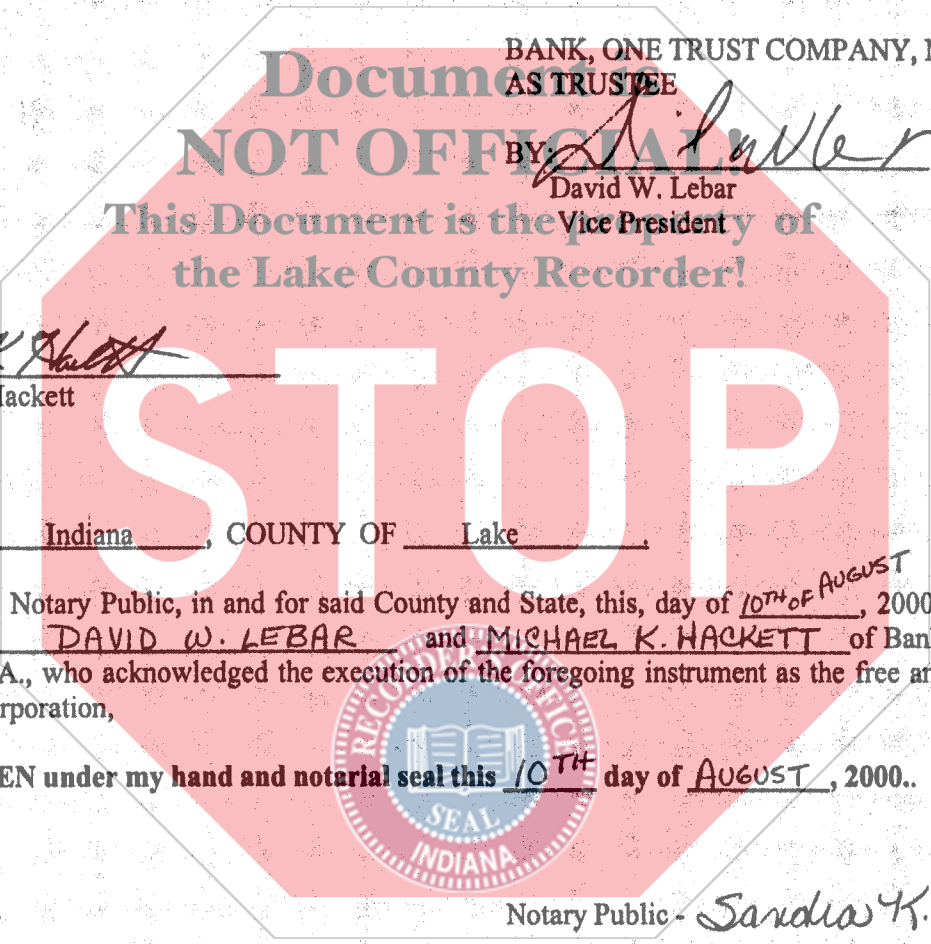 BANK, ONE TRUST COMPANY,
AS TRUSTEE
Document is
NOT OFFICIAL!
BY:
David W. Lebar
Vice President
This Document is the property of
the Lake County Recorder!
Hackett
STOP
Indiana, COUNTY OF Lake,
Notary Public, in and for said County and State, this, day of 10TH OF AUGUST, 2000
DAVID W. LEBAR and MICHAEL K. HACKETT of Ban
A., who acknowledged the execution of the foregoing instrument as the free an
rporation,
EN under my hand and notarial seal this 10TH day of AUGUST, 2000..
RECORDER'S OFFICE
SEAL
INDIANA
Notary Public - Sandra K.